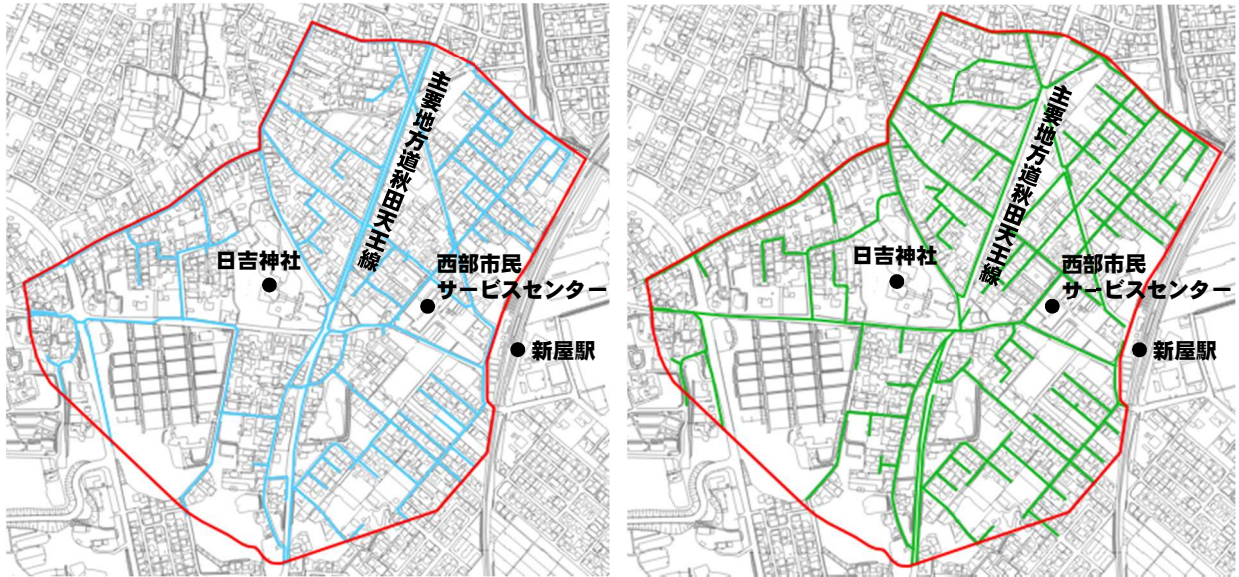 主要地方道秋田天王線
日吉神社
西部市民
サービスセンター
新屋駅
主要地方道秋田天王線
日吉神社
西部市民
サービスセンター
新屋駅